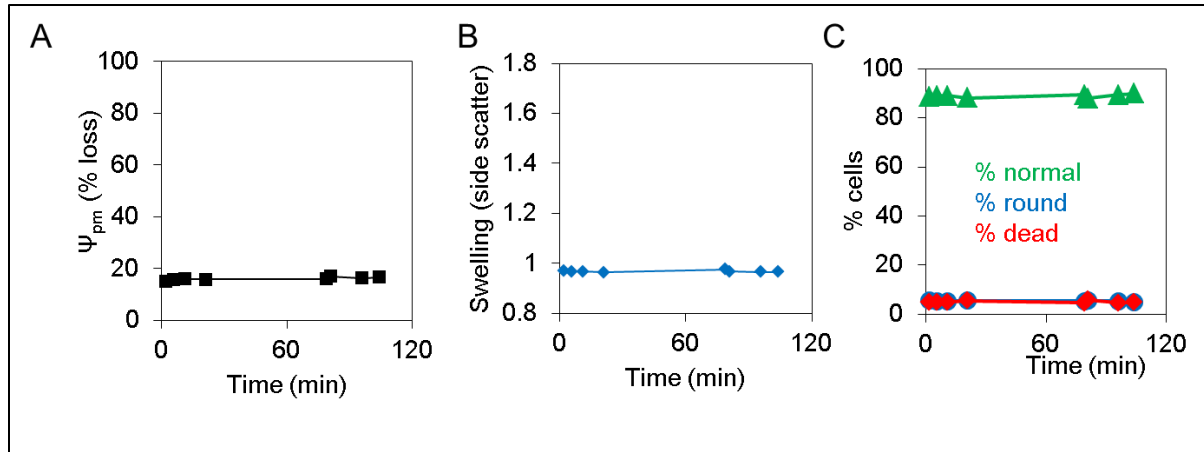 A
Ψpm (% loss)
100
80
60
40
20
0
0 60 120
Time (min)
B
Swelling (side scatter)
1.8
1.6
1.4
1.2
1
0.8
0 60 120
Time (min)
C
% cells
100
80
60
40
20
0
% normal
% round
% dead
0 60 120
Time (min)